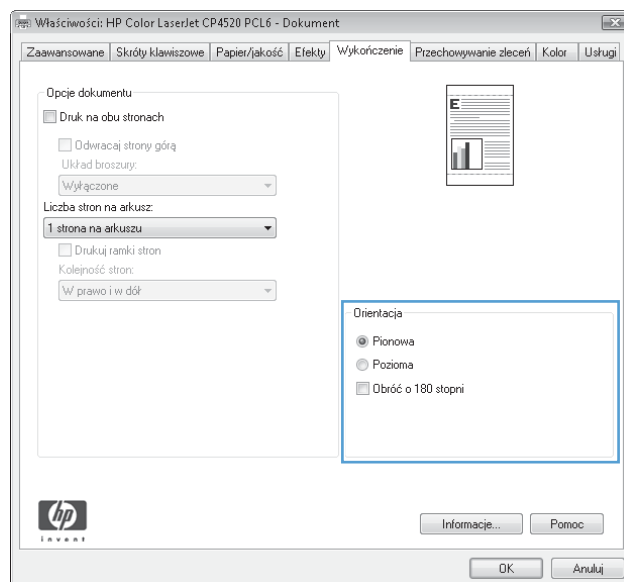 Właściwości: HP Color LaserJet CP4520 PCL6 - Dokument
Zaawansowane Skróty klawiszowe Papier/jakość Efekty Wykończenie Przechowywanie zleceń Kolor Usługi
Opcje dokumentu
Druk na obu stronach
Odwracaj strony górą
Układ broszury:
Wyłączone
Liczba stron na arkusz:
1 strona na arkuszu
Drukuj ramki stron
Kolejność stron:
W prawo i w dół
E
Orientacja
Pionowa
Pozioma
Obróć o 180 stopni
hp
invent
Informacje... Pomoc
OK Anuluj